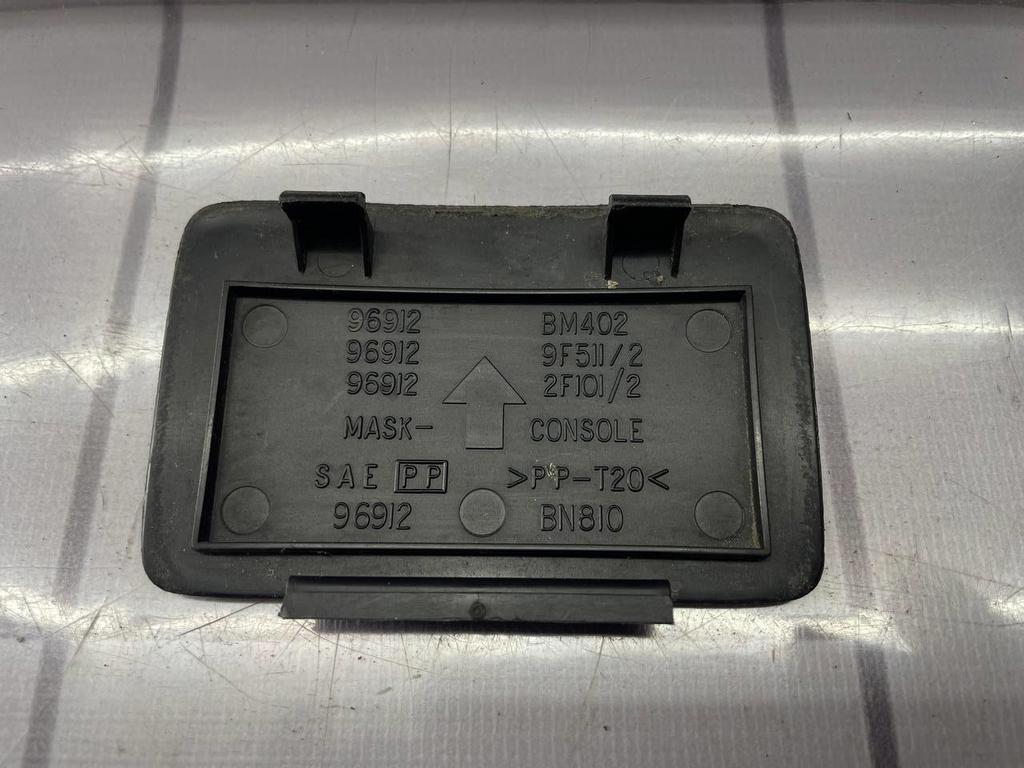 96912 BM402
96912 9F511/2
96912 2F101/2
MASK- CONSOLE
SAE PP >PP-T20<
96912 BN810